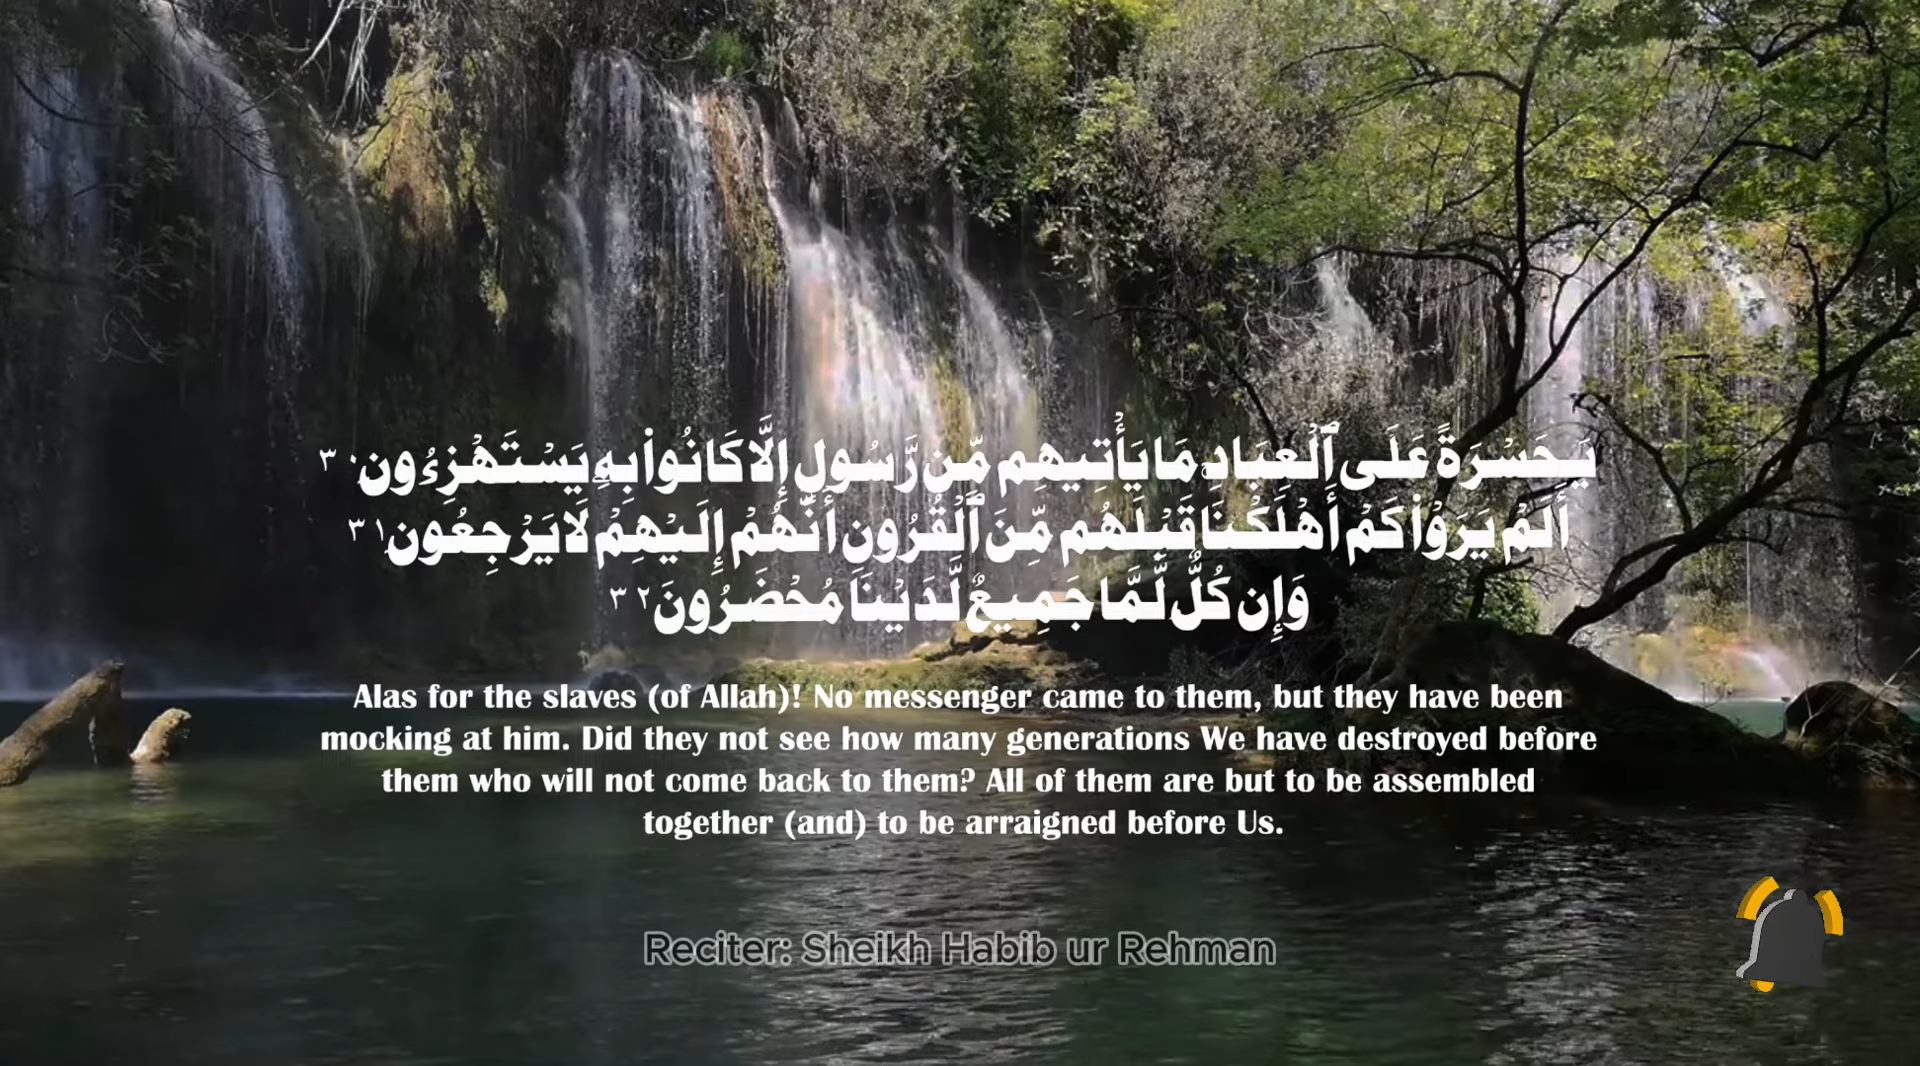 يَحَسْرَةً عَلَى ٱلْعِبَادِ مَا يَأْتِيهِم مِّن رَّسُولٍ إِلَّا كَانُوا۟ بِهِۦ يَسْتَهْزِءُون ٣٠
أَلَمْ يَرَوْا۟ كَمْ أَهْلَكْنَا قَبْلَهُم مِّنَ ٱلْقُرُونِ أَنَّهُمْ إِلَيْهِمْ لَا يَرْجِعُون ٣١
وَإِن كُلٌّ لَّمَّا جَمِيعٌ لَّدَيْنَا مُحْضَرُونَ ٣٢
Alas for the slaves (of Allah)! No messenger came to them, but they have been
mocking at him. Did they not see how many generations We have destroyed before
them who will not come back to them? All of them are but to be assembled
together (and) to be arraigned before Us.
Reciter: Sheikh Habib ur Rehman